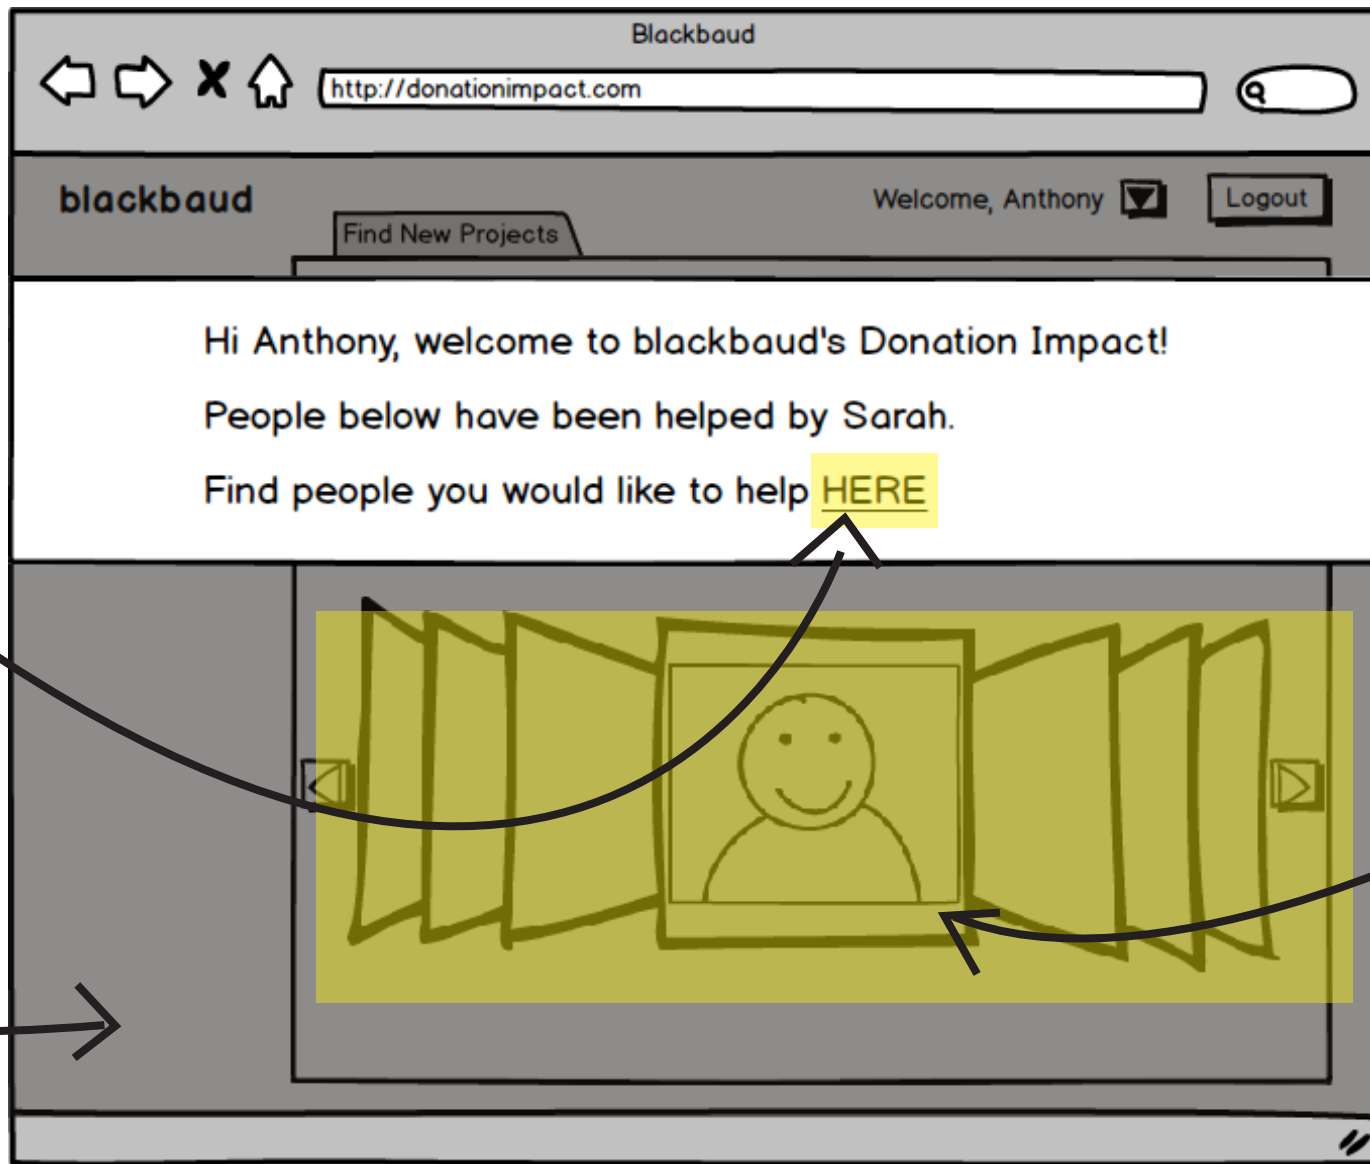 Blackbaud
http://donationimpact.com
blackbaud
Welcome, Anthony
Logout
Find New Projects
Hi Anthony, welcome to blackbaud's Donation Impact!
People below have been helped by Sarah.
Find people you would like to help HERE